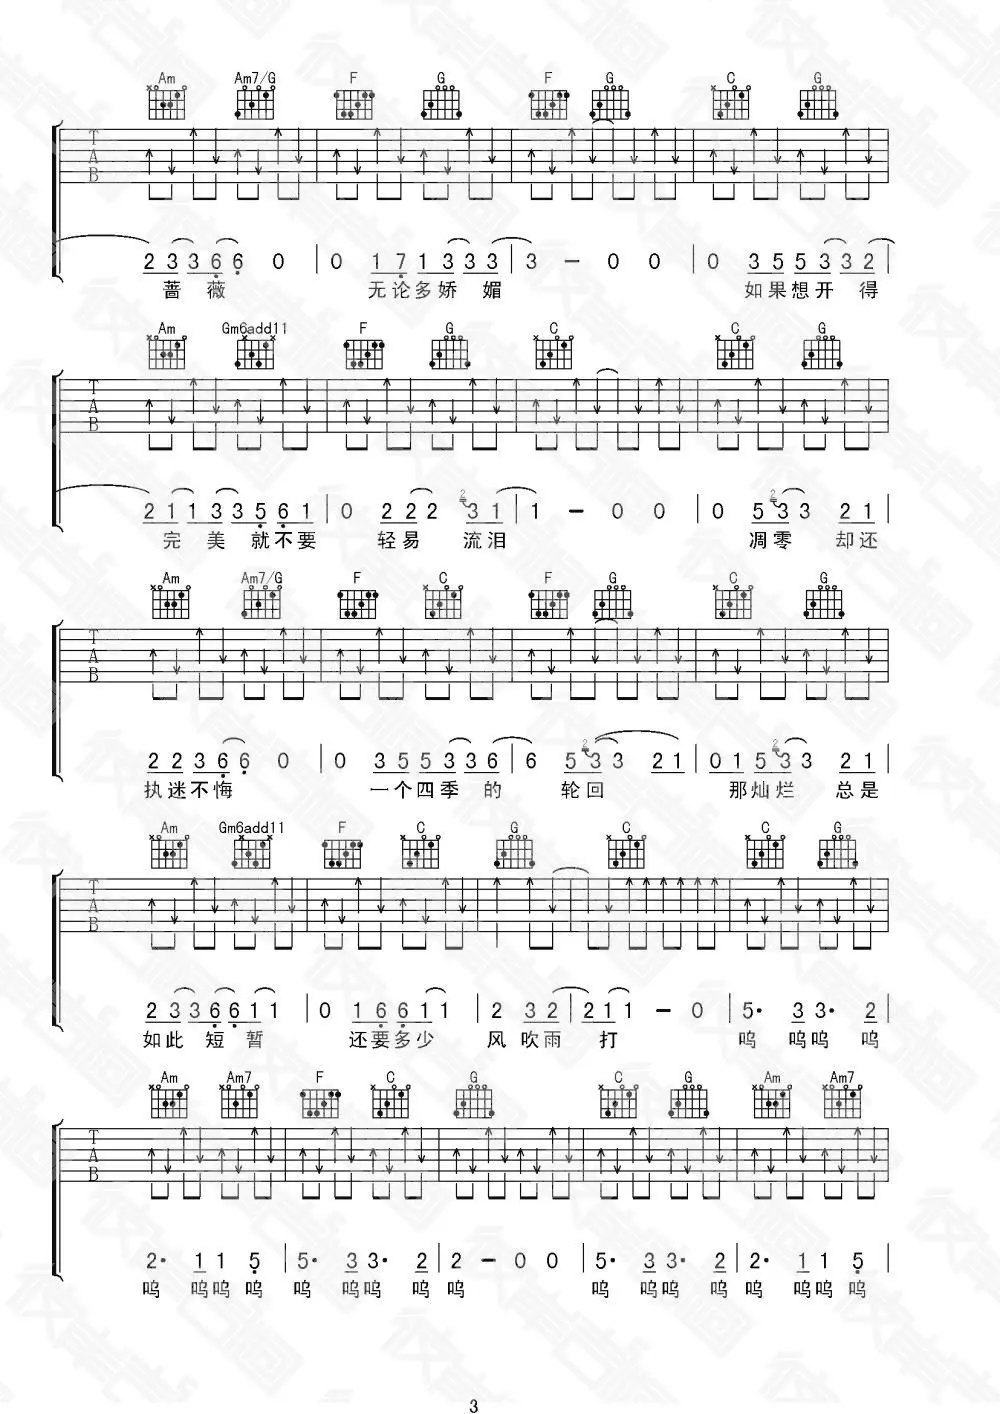 Am Am7/G F G F G C G
T
A
B
2 3 3 6 6 0 | 0 1 7 1 3 3 3 | 3 — 0 0 | 0 3 5 5 3 3 2
蔷 薇 无论多娇 媚 如果想开 得
Am Gm6add11 F G C C G
T
A
B
2 1 1 3 3 5 6 1 | 0 2 2 2 3 1 | 1 — 0 0 | 0 5 3 3 2 1
完 美 就不要 轻易 流泪 凋零 却还
Am Am7/G F C F G C G
T
A
B
2 2 3 6 6 0 | 0 3 5 5 3 3 6 | 6 5 3 3 2 1 | 0 1 5 3 3 2 1
执迷不悔 一个四季 的 轮回 那灿烂 总是
Am Gm6add11 F C G C C G
T
A
B
2 3 3 6 6 1 1 | 0 1 6 6 1 1 | 2 3 2 2 1 1 — 0 | 5· 3 3· 2
如此 短 暂 还要多少 风 吹雨 打 呜 呜呜 呜
Am Am7 F C G C G Am Am7
T
A
B
2· 1 1 5 | 5· 3 3· 2 | 2 — 0 0 | 5· 3 3· 2 | 2· 1 1 5
呜 呜呜 呜 呜 呜呜 呜 呜 呜 呜呜 呜 呜 呜呜 呜
3